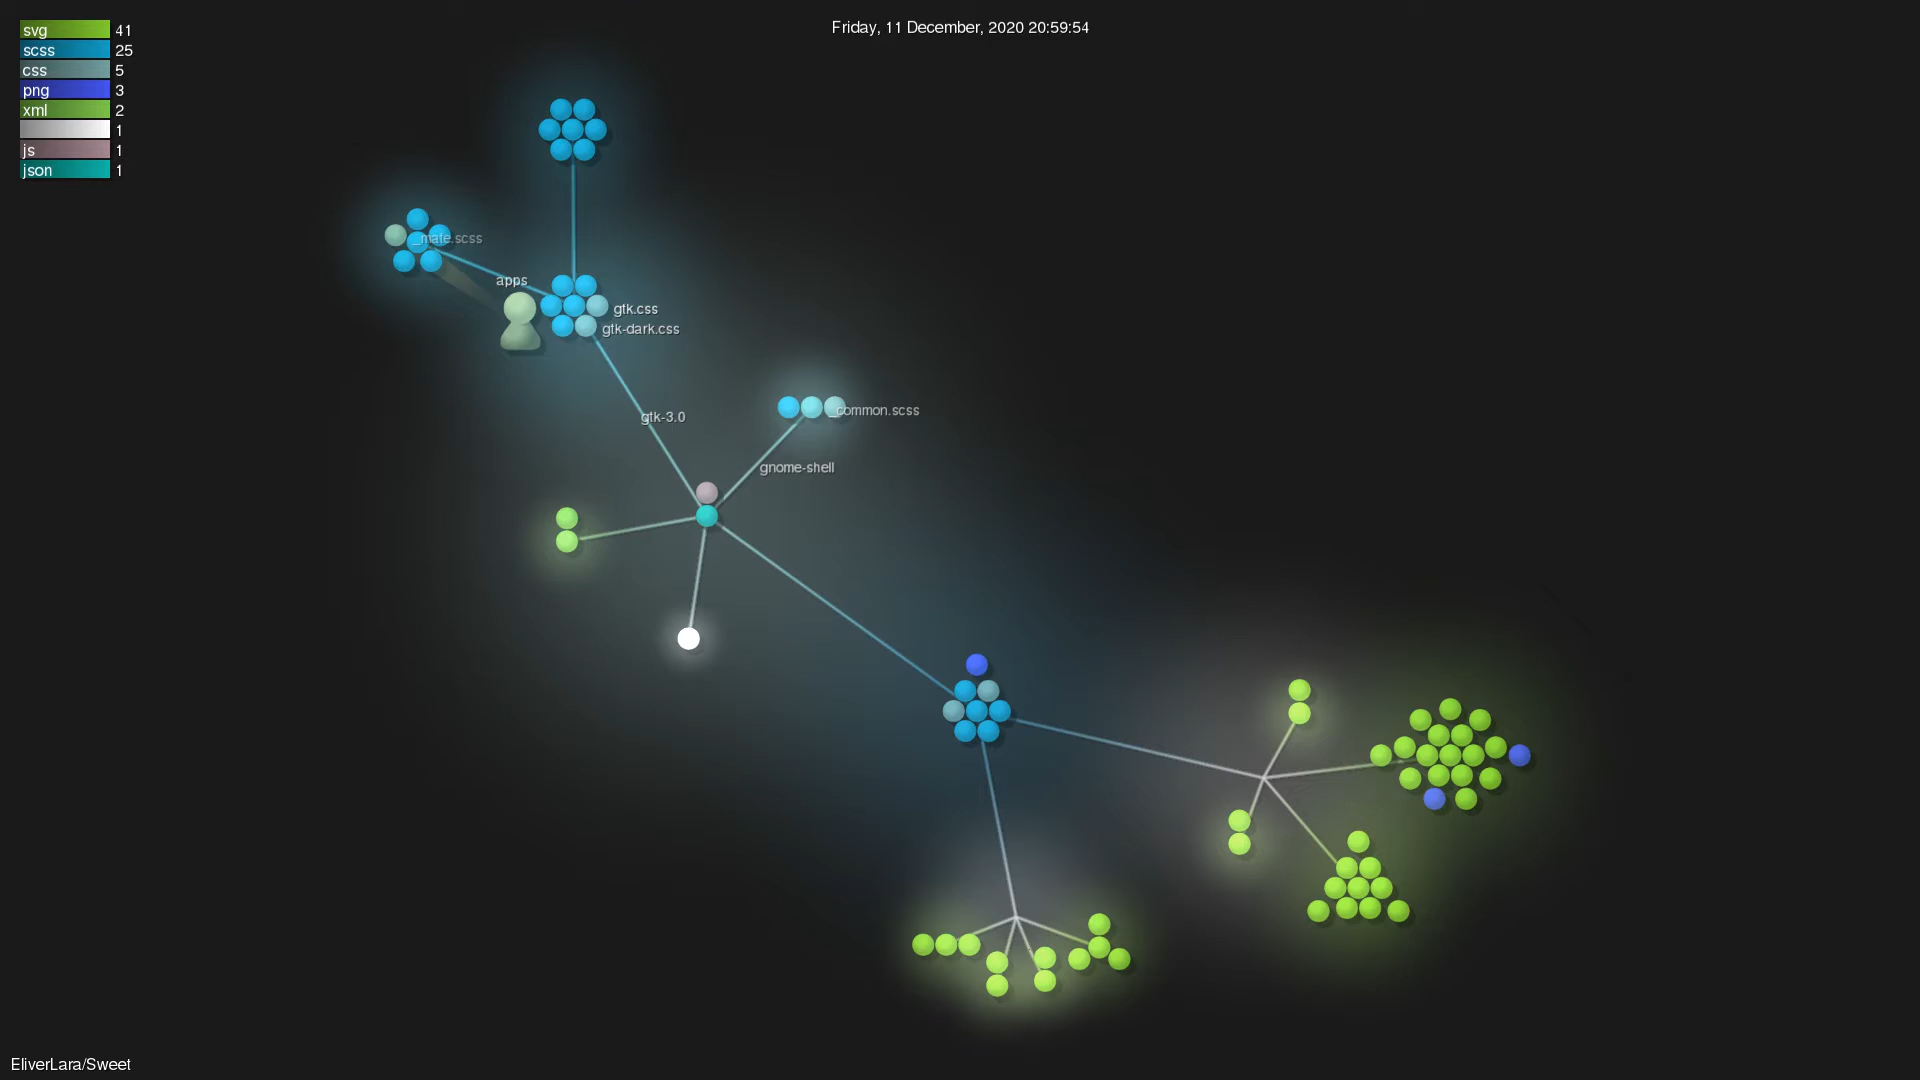 Friday, 11 December, 2020 20:59:54
svg 41
scss 25
css 5
png 3
xml 2
1
js 1
json 1
_mate.scss
apps
gtk.css
gtk-dark.css
_common.scss
gtk-3.0
gnome-shell
EliverLara/Sweet